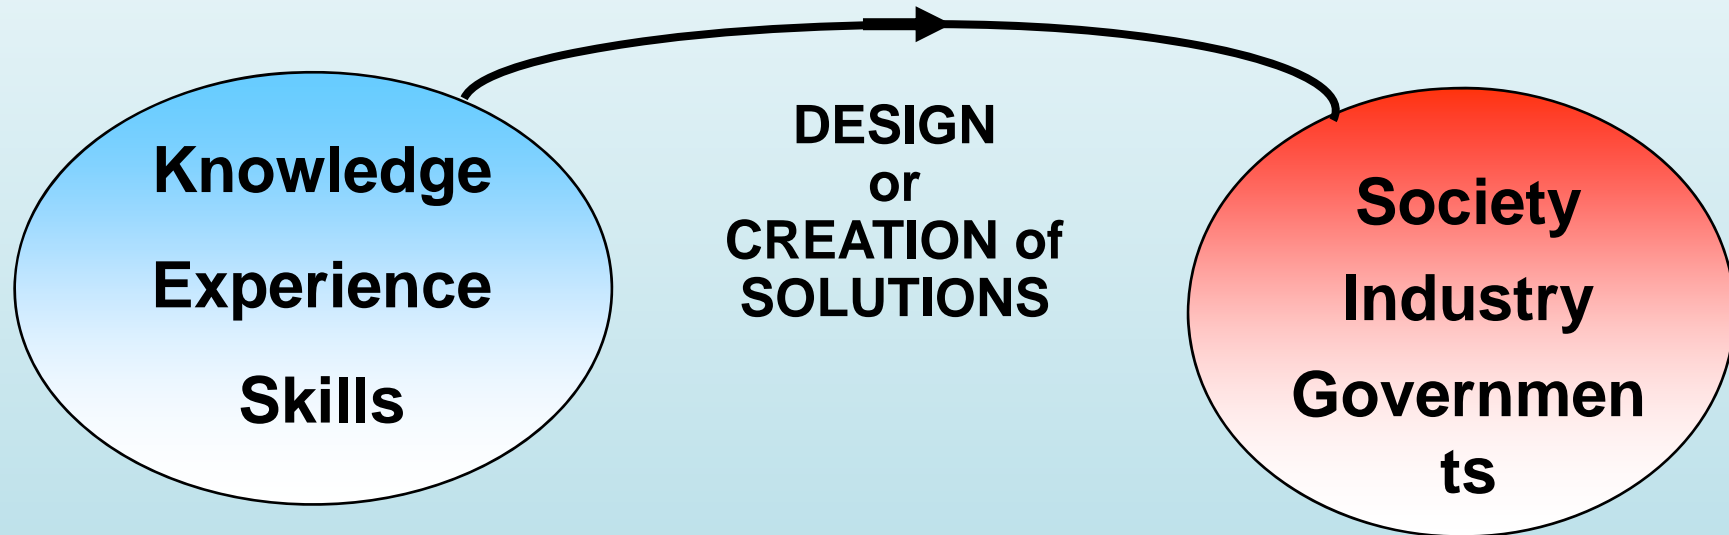 Knowledge
Experience
Skills
DESIGN
or
CREATION of
SOLUTIONS
Society
Industry
Governmen
ts